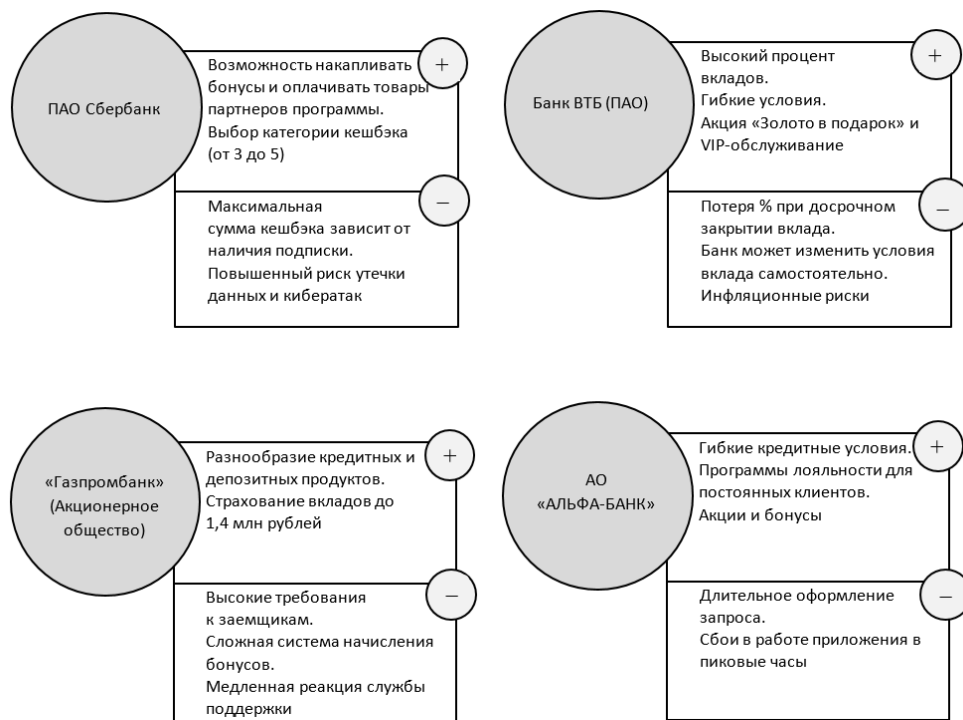 ПАО Сбербанк
+
Возможность накапливать
бонусы и оплачивать товары
партнеров программы.
Выбор категории кешбэка
(от 3 до 5)
−
Максимальная
сумма кешбэка зависит от
наличия подписки.
Повышенный риск утечки
данных и кибератак
Банк ВТБ (ПАО)
+
Высокий процент
вкладов.
Гибкие условия.
Акция «Золото в подарок» и
VIP-обслуживание
−
Потеря % при досрочном
закрытии вклада.
Банк может изменить условия
вклада самостоятельно.
Инфляционные риски
«Газпромбанк»
(Акционерное
общество)
+
Разнообразие кредитных и
депозитных продуктов.
Страхование вкладов до
1,4 млн рублей
−
Высокие требования
к заемщикам.
Сложная система начисления
бонусов.
Медленная реакция службы
поддержки
АО
«АЛЬФА-БАНК»
+
Гибкие кредитные условия.
Программы лояльности для
постоянных клиентов.
Акции и бонусы
−
Длительное оформление
запроса.
Сбои в работе приложения в
пиковые часы